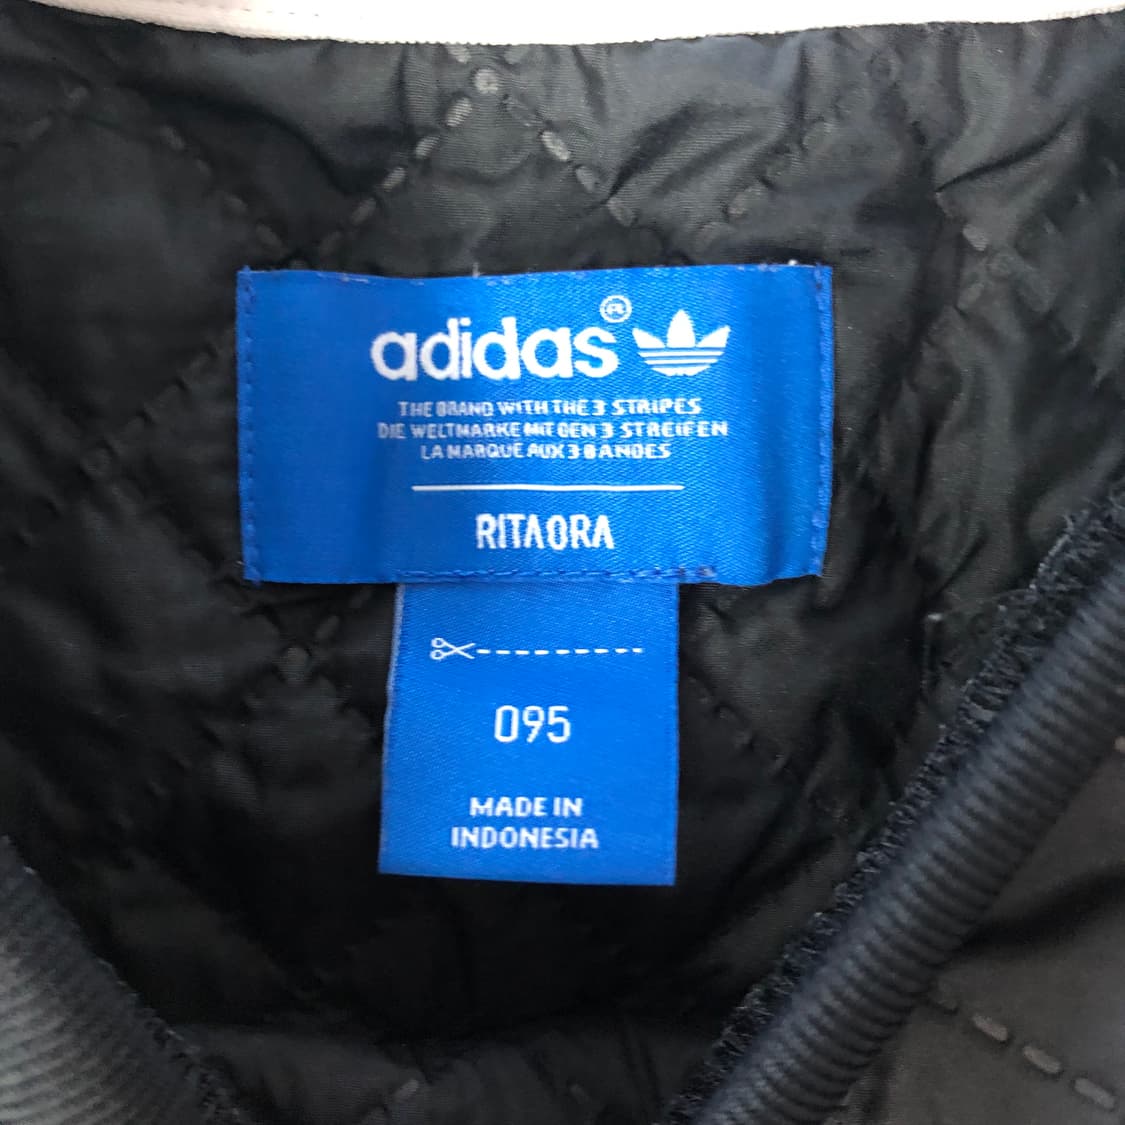 adidas®
THE BRAND WITH THE 3 STRIPES
DIE WELTMARKE MIT DEN 3 STREIFEN
LA MARQUE AUX 3 BANDES
RITA ORA
095
MADE IN
INDONESIA